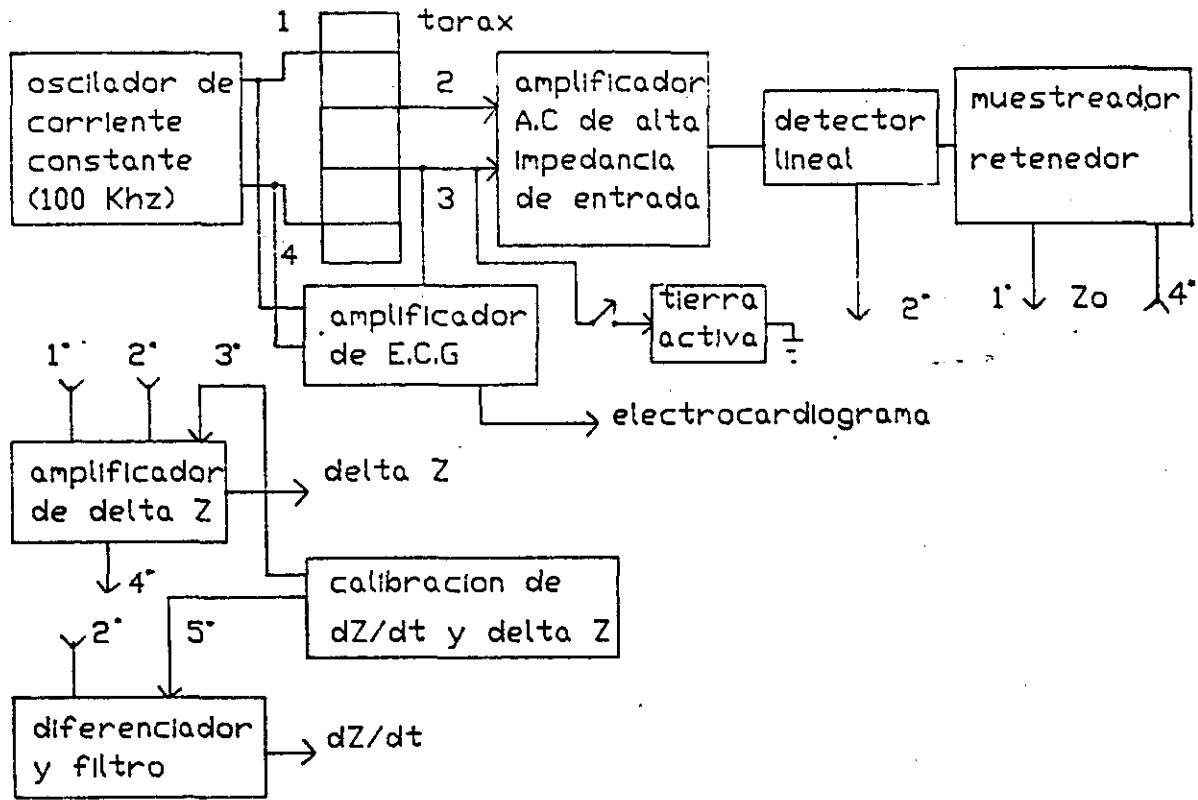 1
torax
oscilador de
corriente
constante
(100 Khz)
2
3
4
amplificador
A.C de alta
impedancia
de entrada
detector
lineal
muestreador
retenedor
2"
1"
Zo
4"
amplificador
de E.C.G
tierra
activa
electrocardiograma
1"
2"
3"
amplificador
de delta Z
delta Z
4"
calibracion de
dZ/dt y delta Z
2"
5"
diferenciador
y filtro
dZ/dt